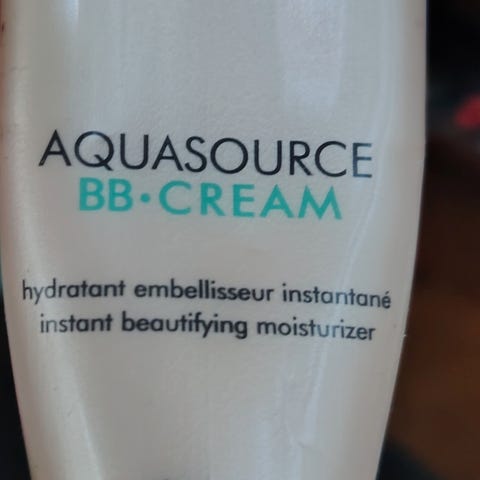 AQUASOURCE
BB·CREAM
hydratant embellisseur instantané
instant beautifying moisturizer